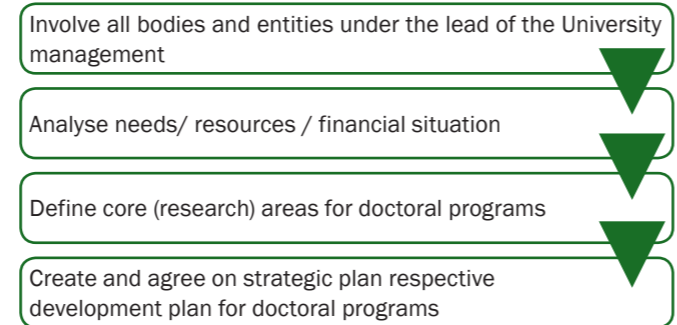 Involve all bodies and entities under the lead of the University
management
Analyse needs/ resources / financial situation
Define core (research) areas for doctoral programs
Create and agree on strategic plan respective
development plan for doctoral programs